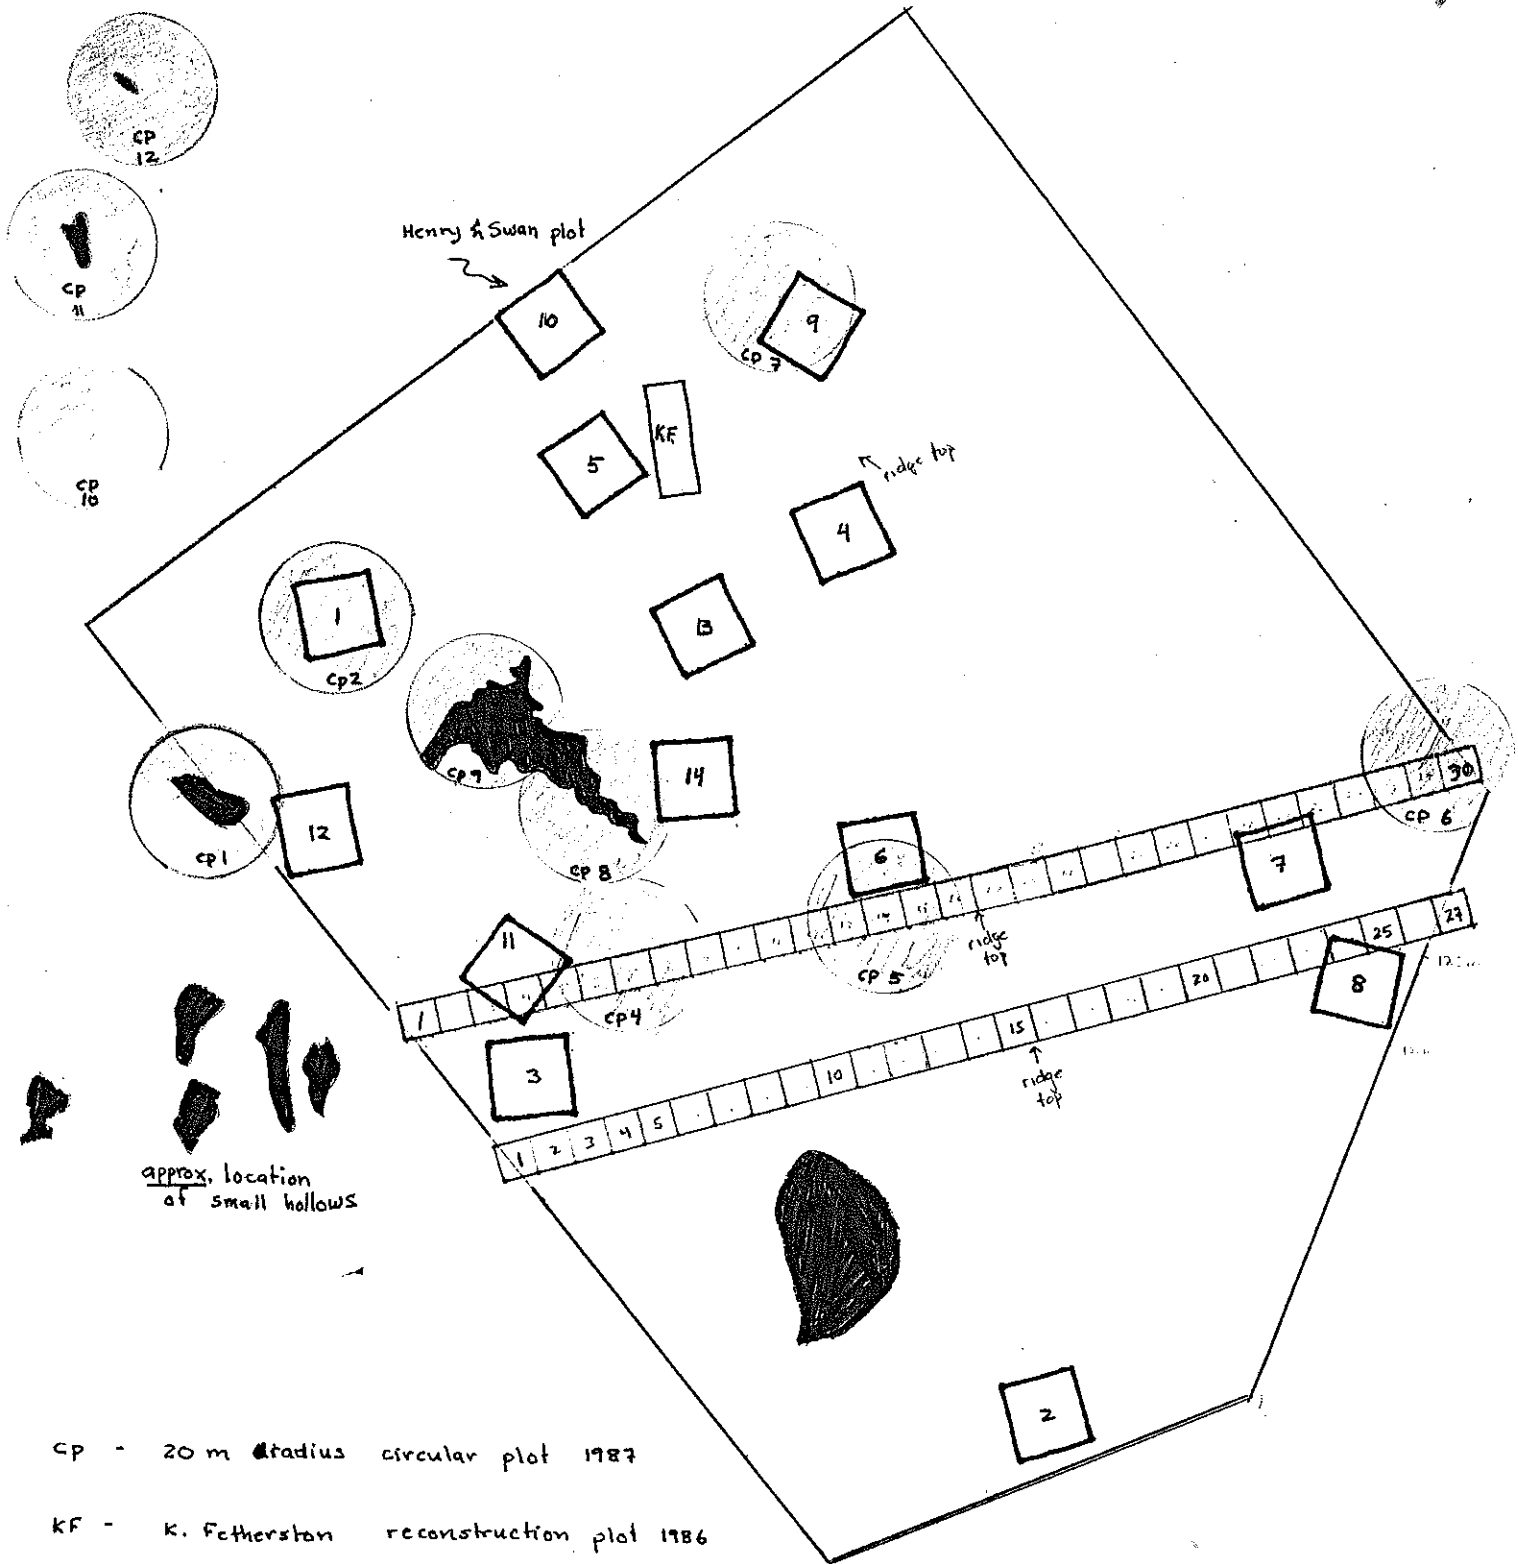 CP
12
CP
11
CP
10
Henry & Swan plot
10
9
CP 7
5
KF
ridge top
4
1
CP2
13
CP9
14
CP1
12
CP 8
6
7
30
CP 6
11
14
CP 5
ridge
top
CP4
1
3
8
25
27
20
15
10
ridge
top
1 2 3 4 5
approx. location
of small hollows
2
CP - 20 m radius circular plot 1987
KF - K. Fetherston reconstruction plot 1986